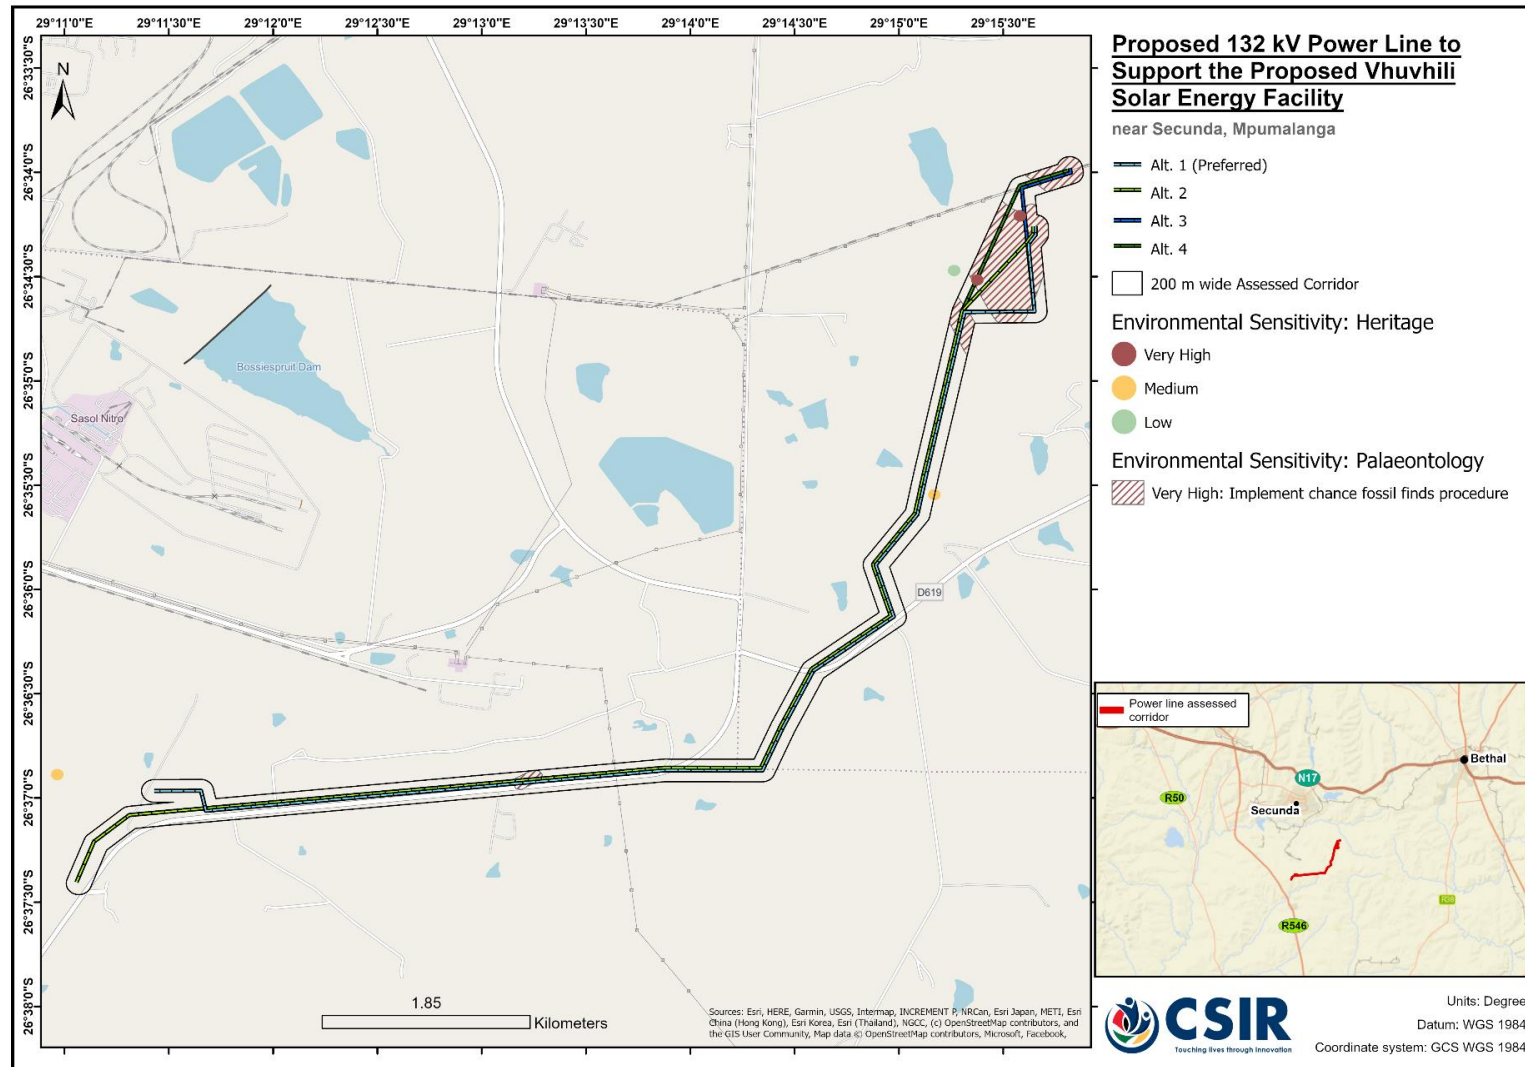 29°11'0"E 29°11'30"E 29°12'0"E 29°12'30"E 29°13'0"E 29°13'30"E 29°14'0"E 29°14'30"E 29°15'0"E 29°15'30"E
26°33'30"S
26°34'0"S
26°34'30"S
26°35'0"S
26°35'30"S
26°36'0"S
26°36'30"S
26°37'0"S
26°37'30"S
26°38'0"S
N
Bossiespruit Dam
Sasol Nitro
D619
1.85
Kilometers
Sources: Esri, HERE, Garmin, USGS, Intermap, INCREMENT P, NRCan, Esri Japan, METI, Esri
China (Hong Kong), Esri Korea, Esri (Thailand), NGCC, (c) OpenStreetMap contributors, and
the GIS User Community, Map data © OpenStreetMap contributors, Microsoft, Facebook,
Proposed 132 kV Power Line to
Support the Proposed Vhuvhili
Solar Energy Facility
near Secunda, Mpumalanga
Alt. 1 (Preferred)
Alt. 2
Alt. 3
Alt. 4
200 m wide Assessed Corridor
Environmental Sensitivity: Heritage
Very High
Medium
Low
Environmental Sensitivity: Palaeontology
Very High: Implement chance fossil finds procedure
Power line assessed
corridor
Bethal
N17
R50
Secunda
R546
CSIR
Touching lives through innovation
Units: Degree
Datum: WGS 1984
Coordinate system: GCS WGS 1984